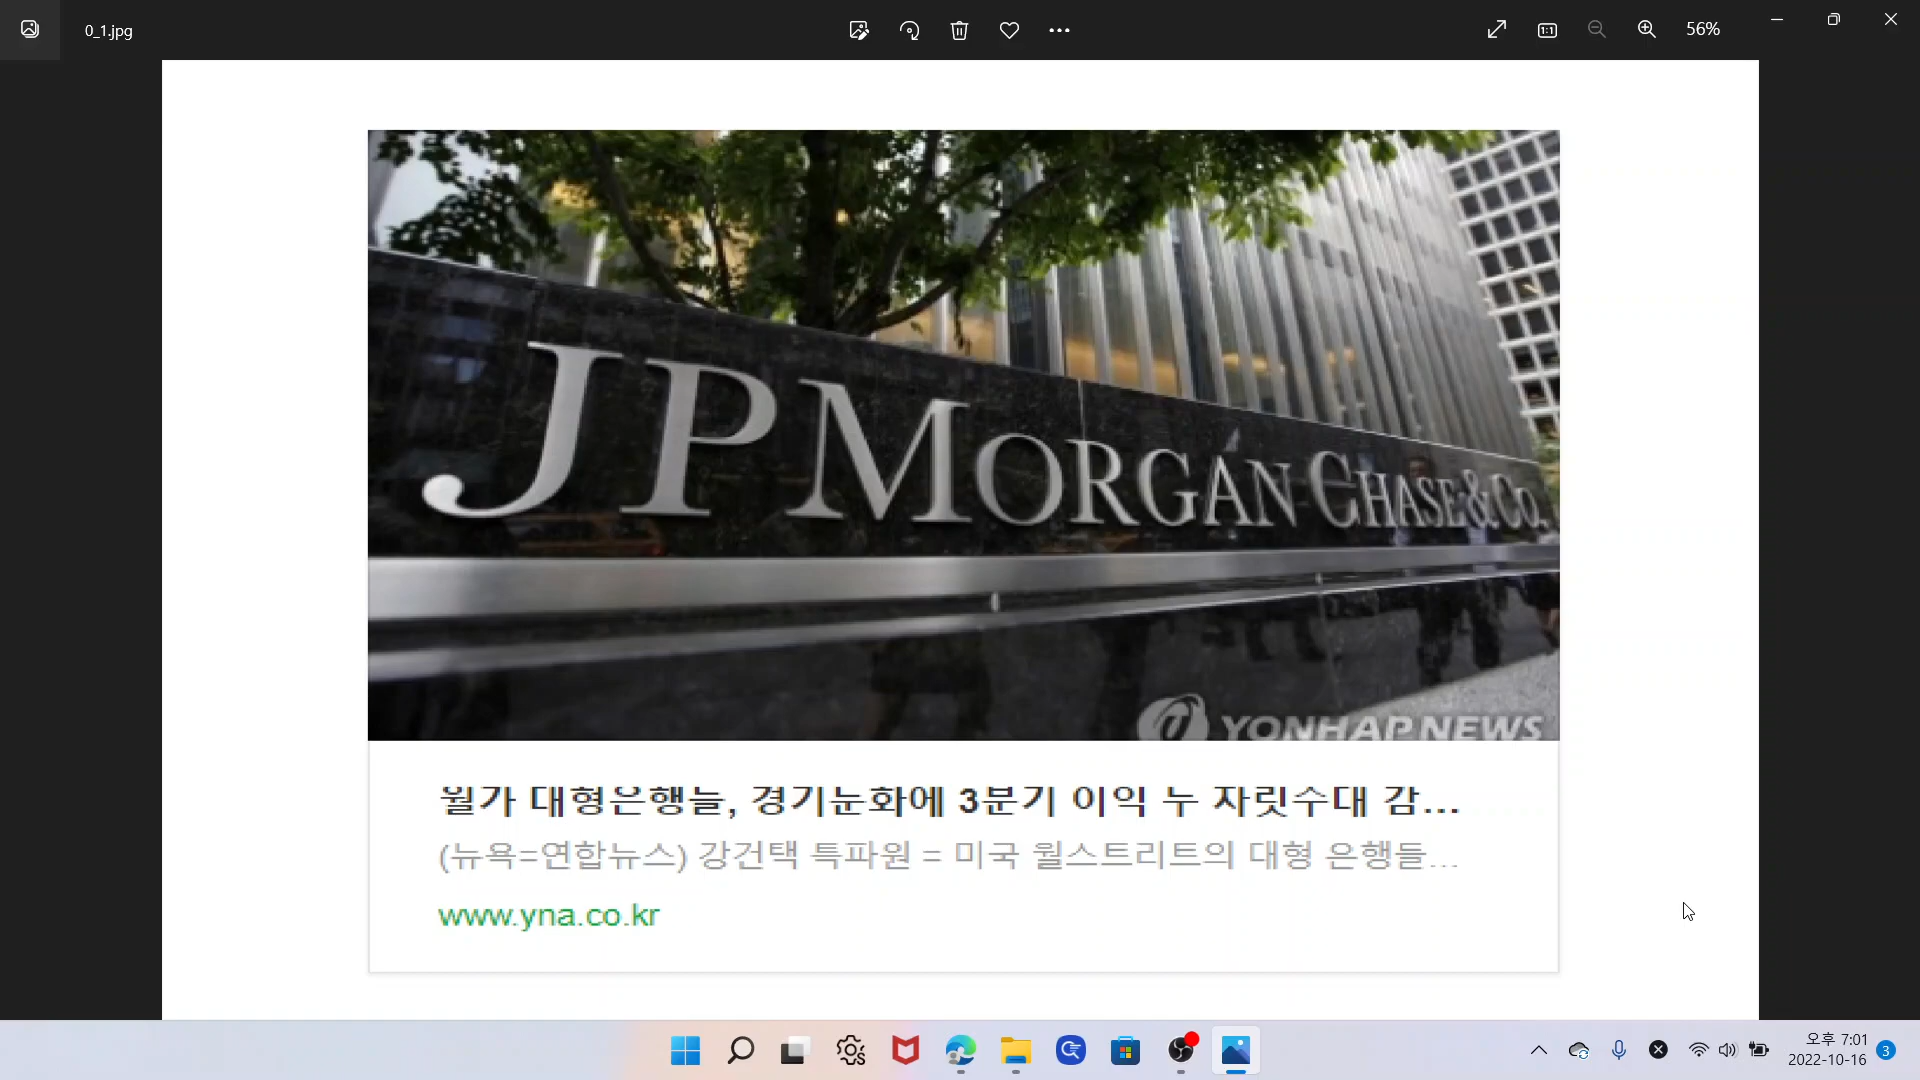 0_1.jpg
56%
JPMORGAN CHASE & CO.
YONHAP NEWS
월가 대형은행들, 경기둔화에 3분기 이익 두 자릿수대 감...
(뉴욕=연합뉴스) 강건택 특파원 = 미국 월스트리트의 대형 은행들...
www.yna.co.kr
오후 7:01
2022-10-16
3